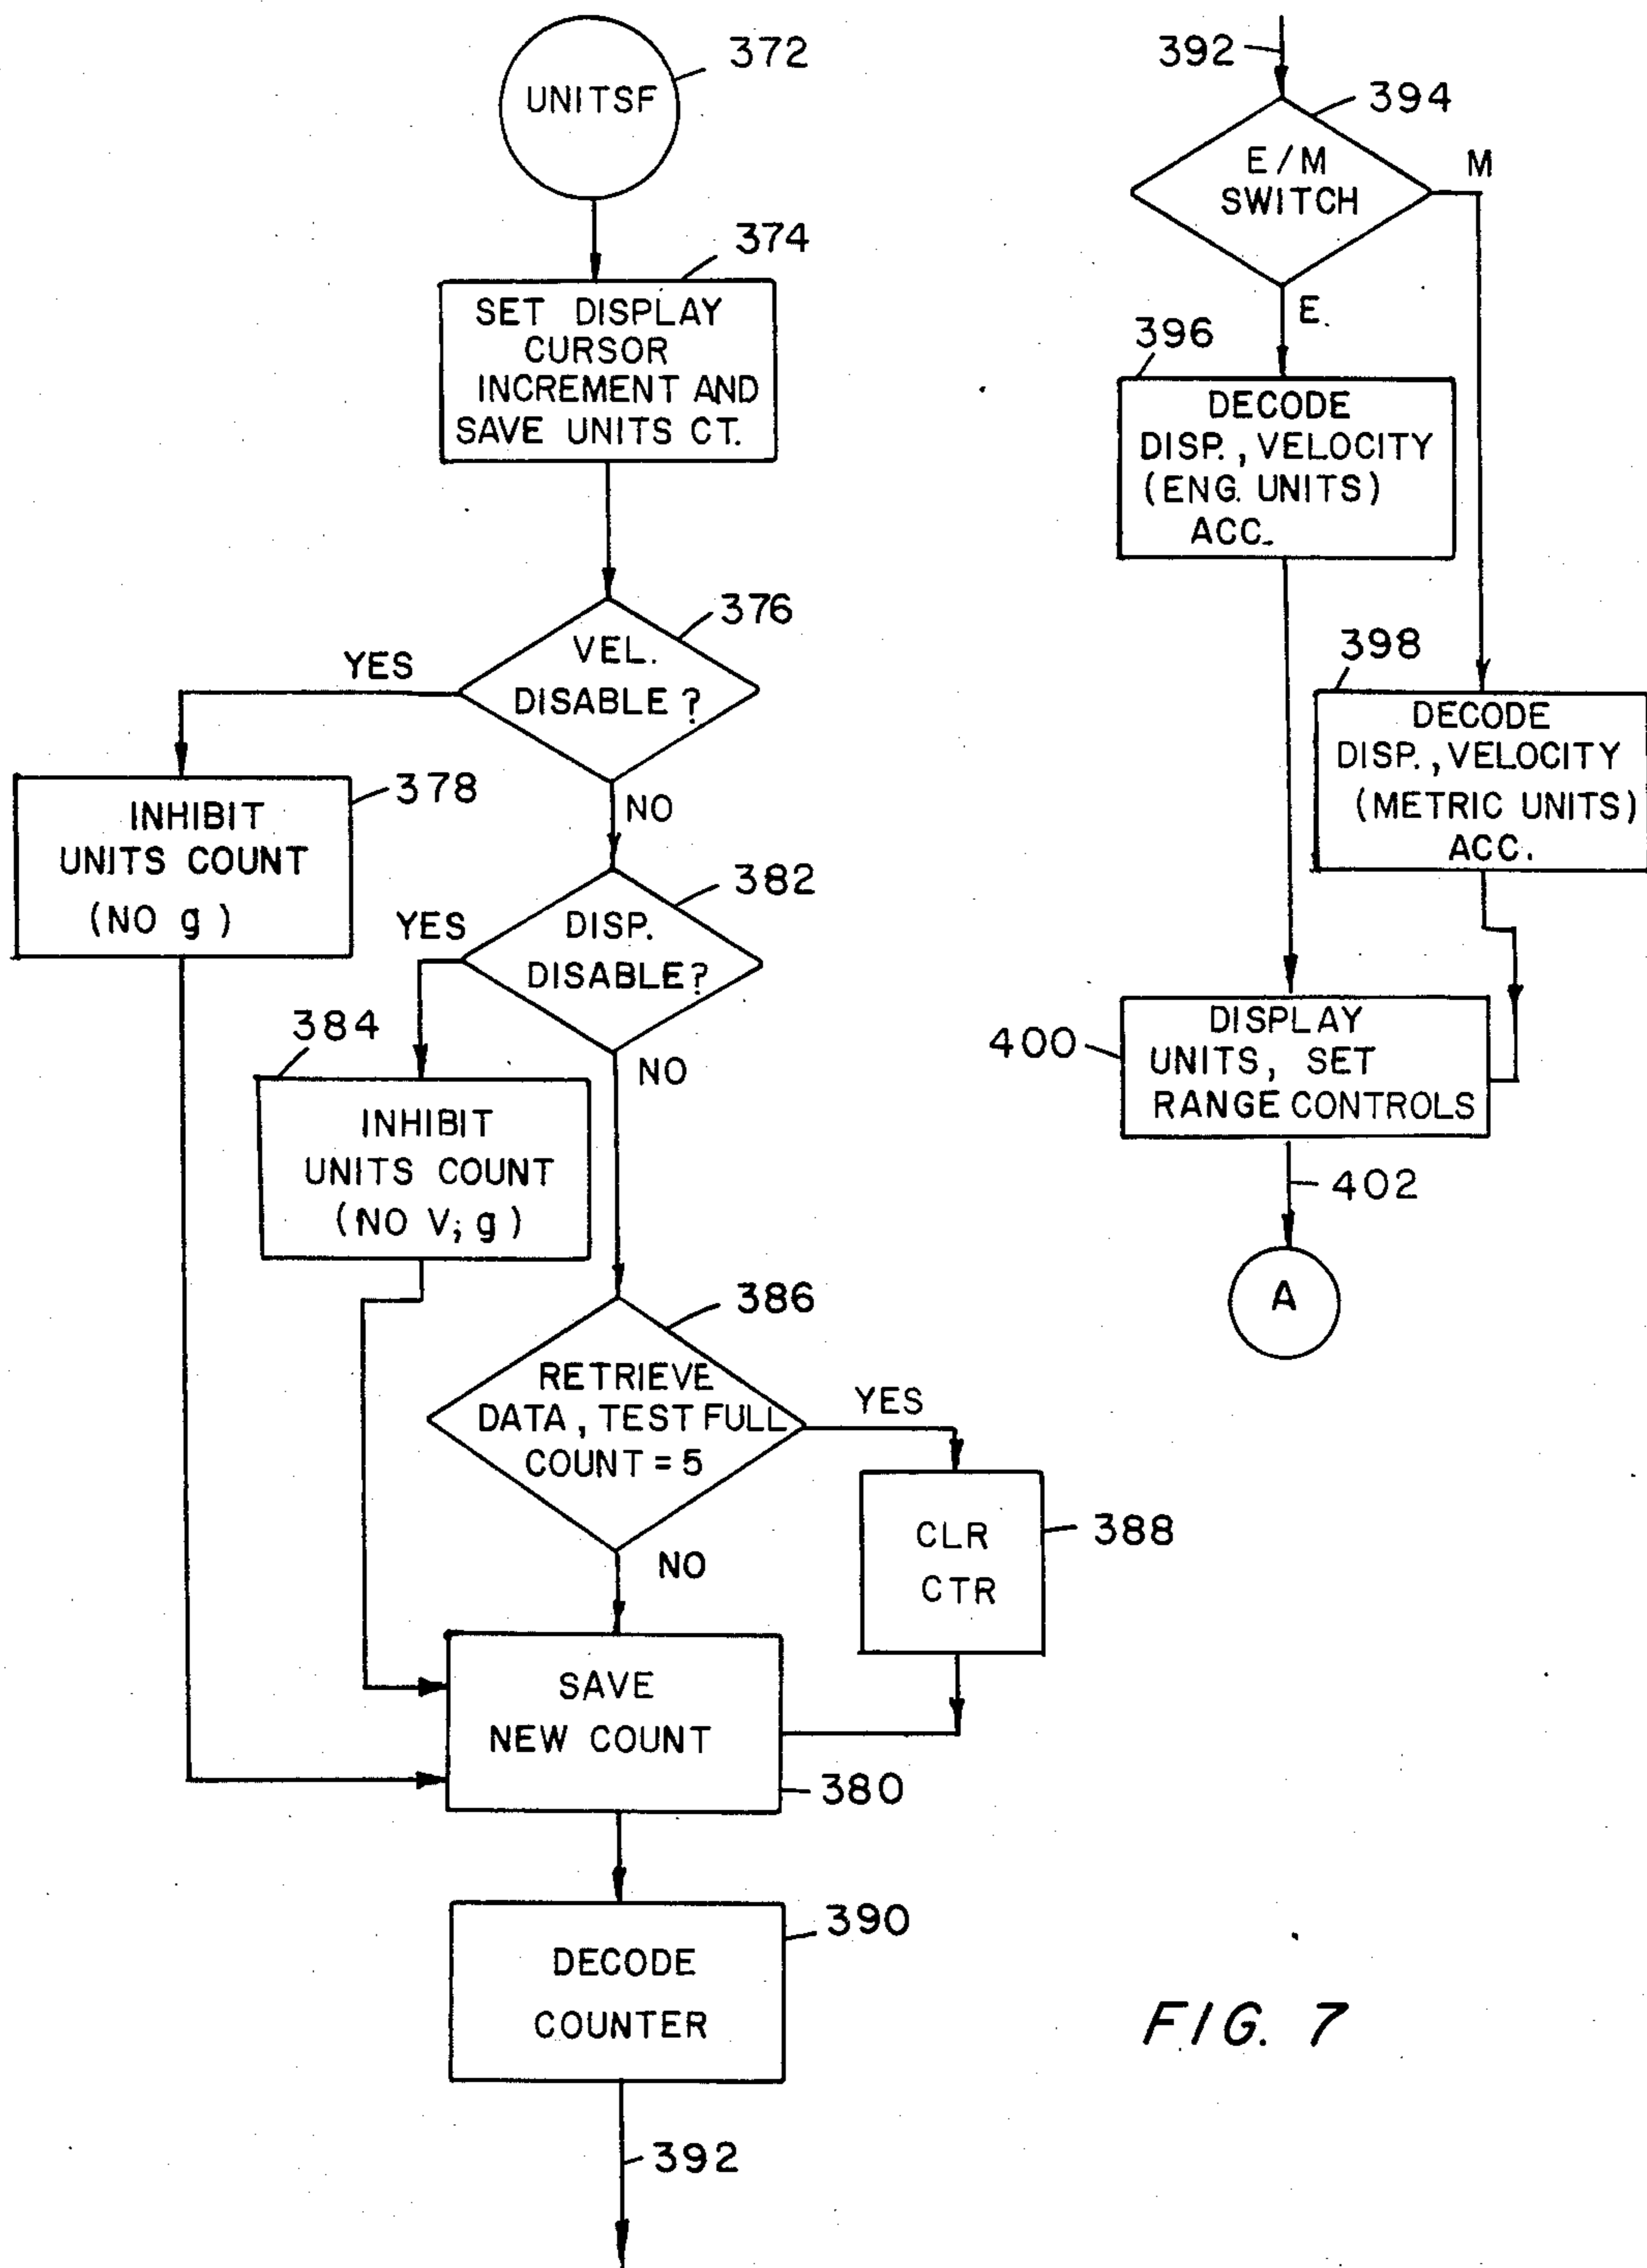 372
UNITSF
374
SET DISPLAY
CURSOR
INCREMENT AND
SAVE UNITS CT.
376
VEL.
DISABLE?
YES
NO
378
INHIBIT
UNITS COUNT
(NO g)
382
DISP.
DISABLE?
YES
NO
384
INHIBIT
UNITS COUNT
(NO V, g)
386
RETRIEVE
DATA, TEST FULL
COUNT = 5
YES
NO
388
CLR
CTR
SAVE
NEW COUNT
380
390
DECODE
COUNTER
392
392
394
E/M
SWITCH
M
E.
396
DECODE
DISP., VELOCITY
(ENG. UNITS)
ACC.
398
DECODE
DISP., VELOCITY
(METRIC UNITS)
ACC.
400
DISPLAY
UNITS, SET
RANGE CONTROLS
402
A
FIG. 7